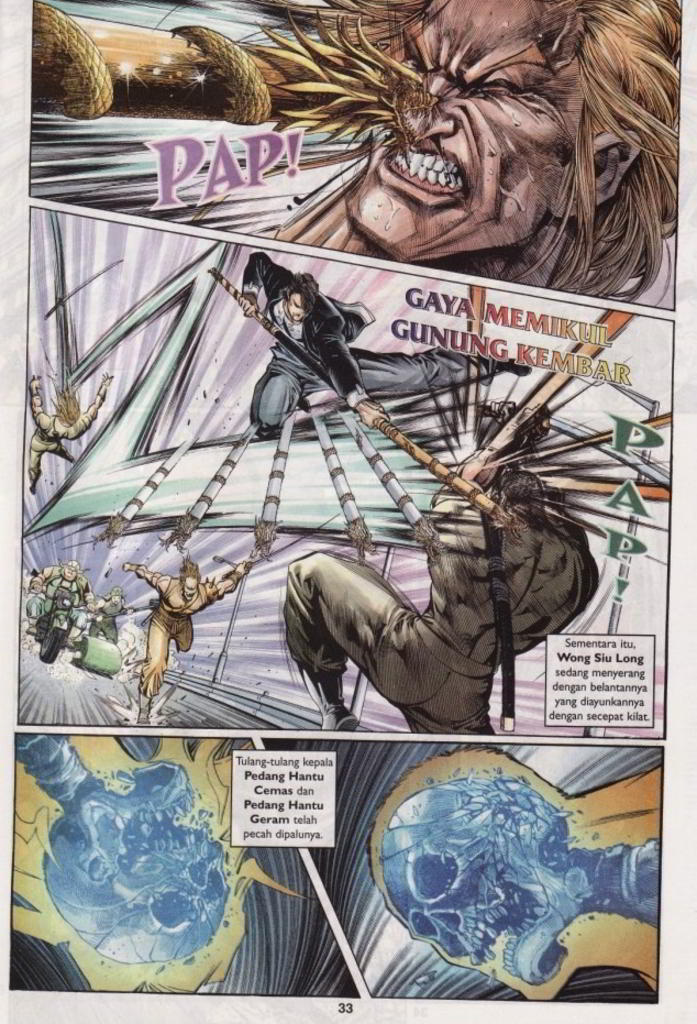 PAP!
GAYA MEMIKUL
GUNUNG KEMBAR
PAP!
Sementara itu,
Wong Siu Long
sedang menyerang
dengan belantannya
yang diayunkannya
dengan secepat kilat.
Tulang-tulang kepala
Pedang Hantu
Cemas dan
Pedang Hantu
Geram telah
pecah dipalunya.
33